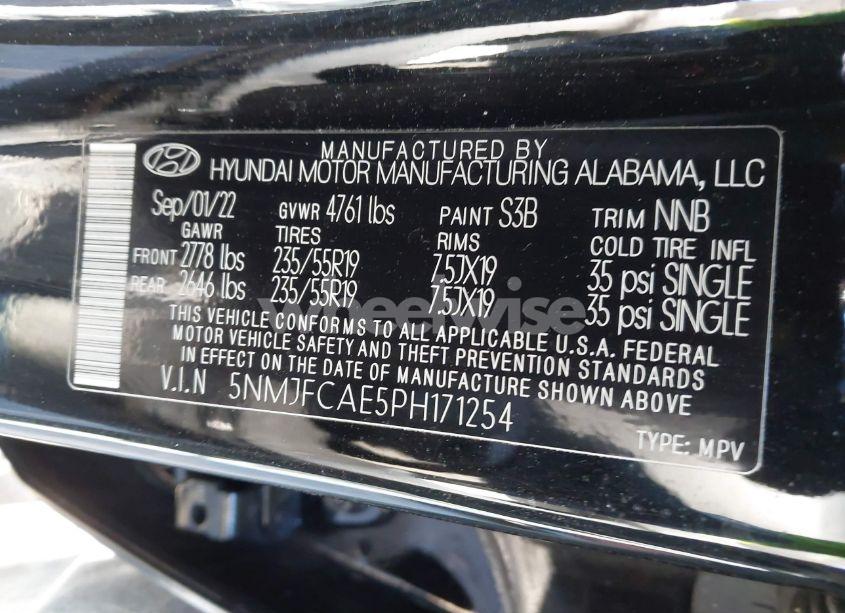 MANUFACTURED BY
HYUNDAI MOTOR MANUFACTURING ALABAMA, LLC
Sep/01/22 GVWR 4761 lbs PAINT S3B TRIM NNB
GAWR TIRES RIMS COLD TIRE INFL
FRONT 2778 lbs 235/55R19 7.5JX19 35 psi SINGLE
REAR 2646 lbs 235/55R19 7.5JX19 35 psi SINGLE
wheelwise
THIS VEHICLE CONFORMS TO ALL APPLICABLE U.S.A. FEDERAL
MOTOR VEHICLE SAFETY AND THEFT PREVENTION STANDARDS
IN EFFECT ON THE DATE OF MANUFACTURE SHOWN ABOVE
V.I.N 5NMJFCAE5PH171254
TYPE: MPV